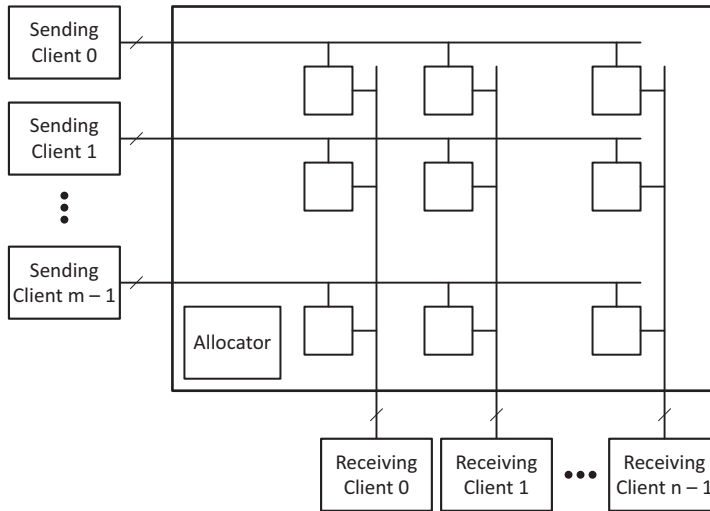 Sending
Client 0
Sending
Client 1
Sending
Client m – 1
Allocator
Receiving
Client 0
Receiving
Client 1
Receiving
Client n – 1